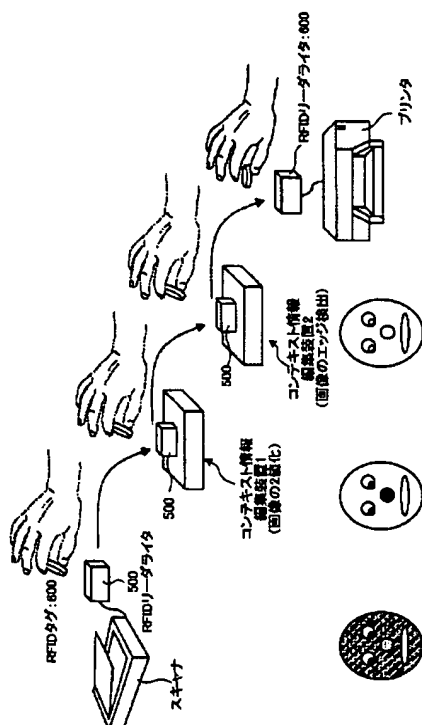 RFIDタグ:600
500
RFIDリーダライタ
スキャナ
500
コンテキスト情報
編集装置1
(画像の2値化)
500
コンテキスト情報
編集装置2
(画像のエッジ検出)
RFIDリーダライタ:600
プリンタ